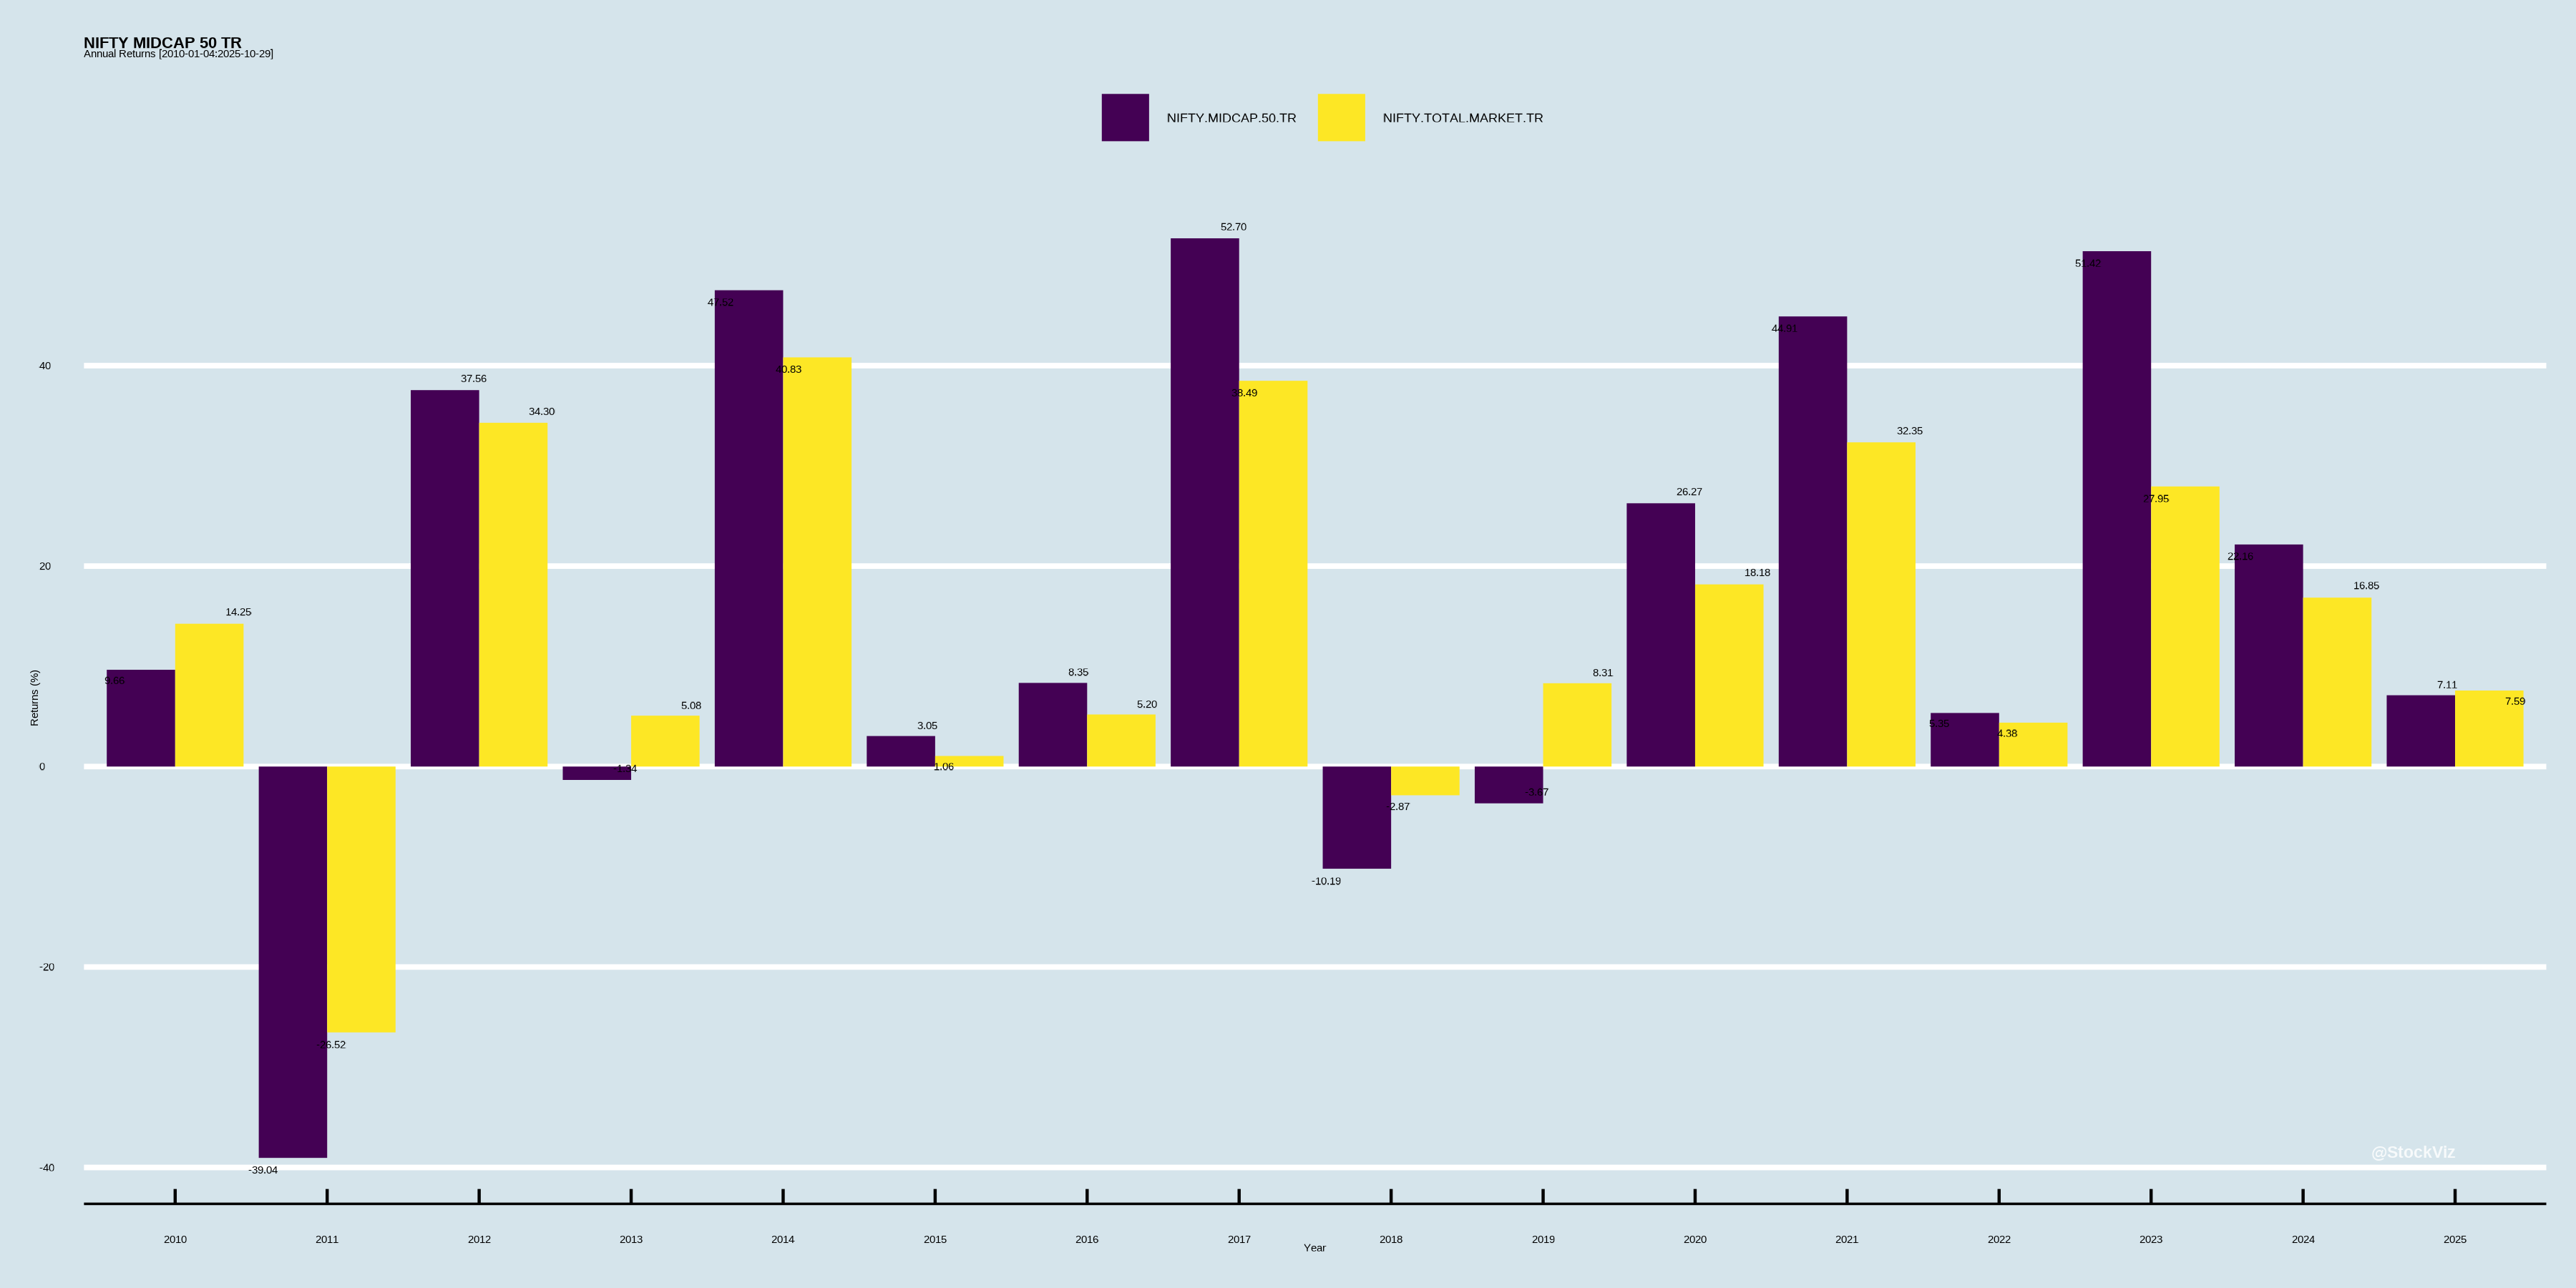 NIFTY MIDCAP 50 TR
Annual Returns [2010-01-04:2025-10-29]
NIFTY.MIDCAP.50.TR NIFTY.TOTAL.MARKET.TR
52.70
51.42
47.52
44.91
40 40.83
37.56 38.49
34.30 32.35
26.27 27.95
20 22.16
14.25 18.18 16.85
9.66 8.35 8.31 7.11
5.08 3.05 5.20 5.35 4.38 7.59
0 -1.34 1.06
-3.67
-2.87
-10.19
-20
-26.52
-40 -39.04
Returns (%)
@StockViz
2010 2011 2012 2013 2014 2015 2016 2017 2018 2019 2020 2021 2022 2023 2024 2025
Year